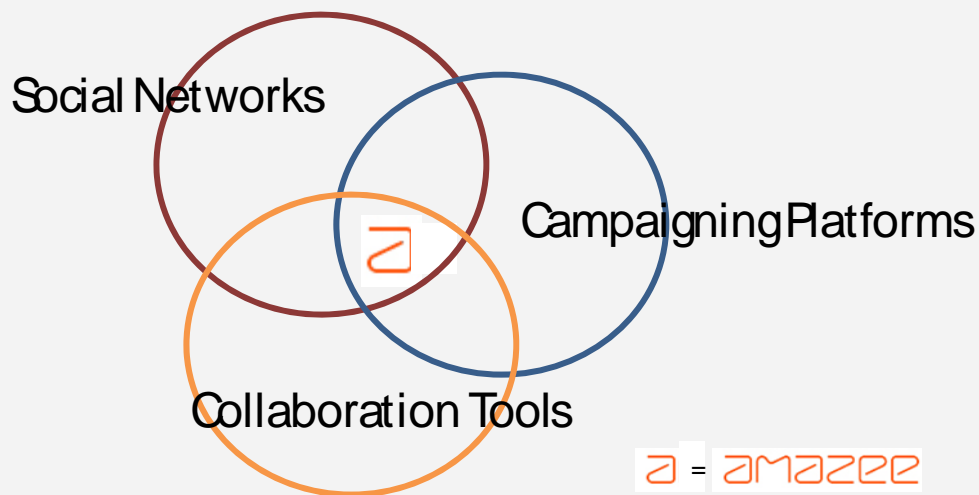 Social Networks
Campaigning Platforms
a
Collaboration Tools
a = amazee